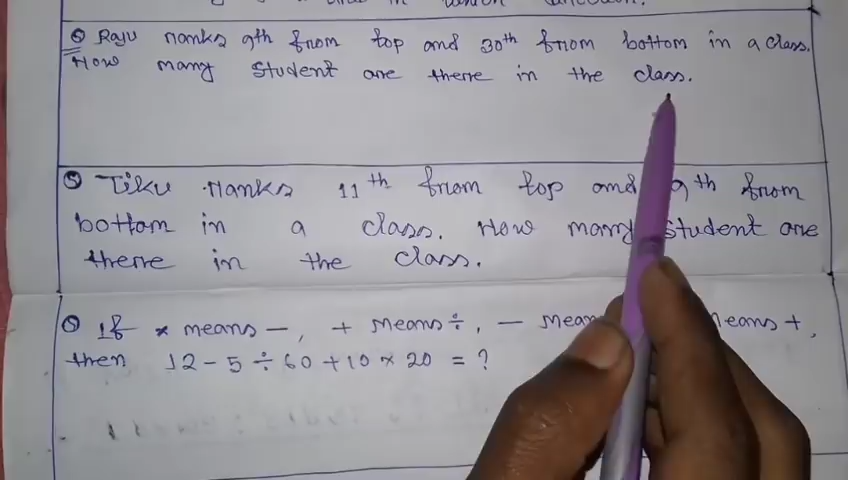 Raju ranks 9th from top and 30th from bottom in a class.
How many student are there in the class.
Tiku ranks 11th from top and 9th from
bottom in a class. How many student are
there in the class.
If × means -, + means ÷, - means +,
then 12 - 5 ÷ 60 + 10 × 20 = ?